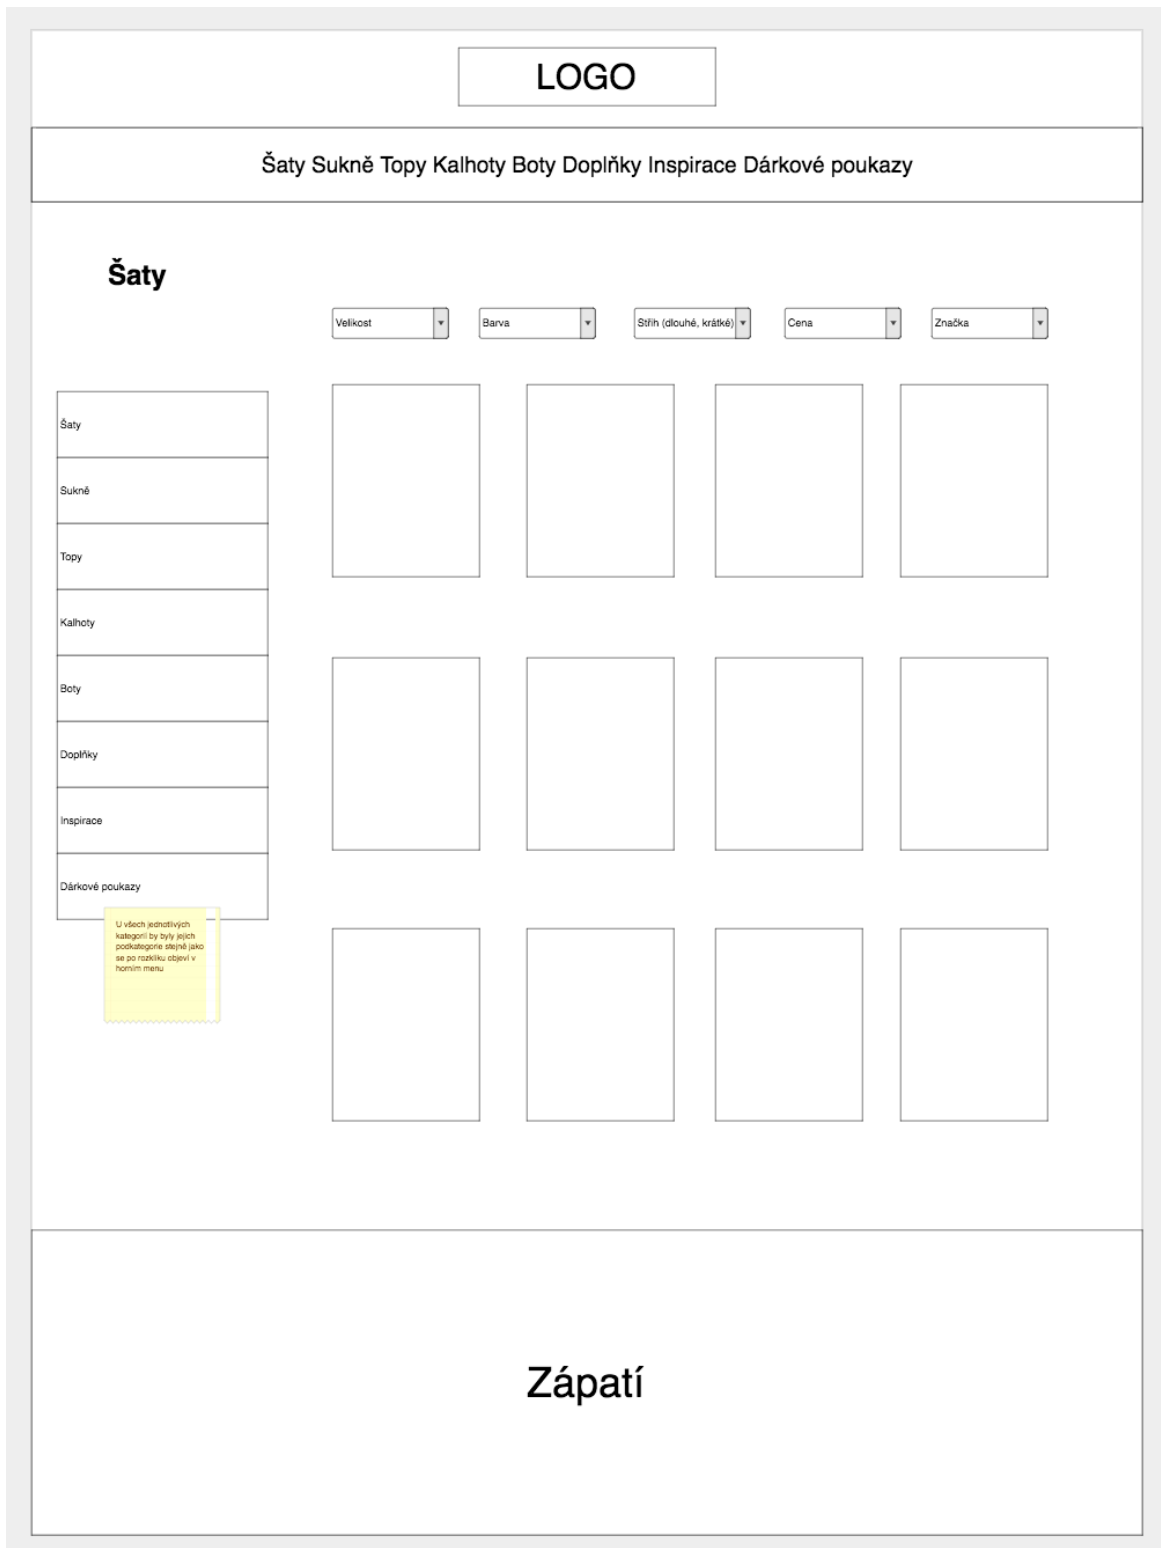 LOGO
Šaty Sukně Topy Kalhoty Boty Doplňky Inspirace Dárkové poukazy
Šaty
Velikost
Barva
Střih (dlouhé, krátké)
Cena
Značka
Šaty
Sukně
Topy
Kalhoty
Boty
Doplňky
Inspirace
Dárkové poukazy
U všech jednotlivých
kategorií by byly jejich
podkategorie stejně jako
se po rozkliku objeví v
horním menu
Zápatí